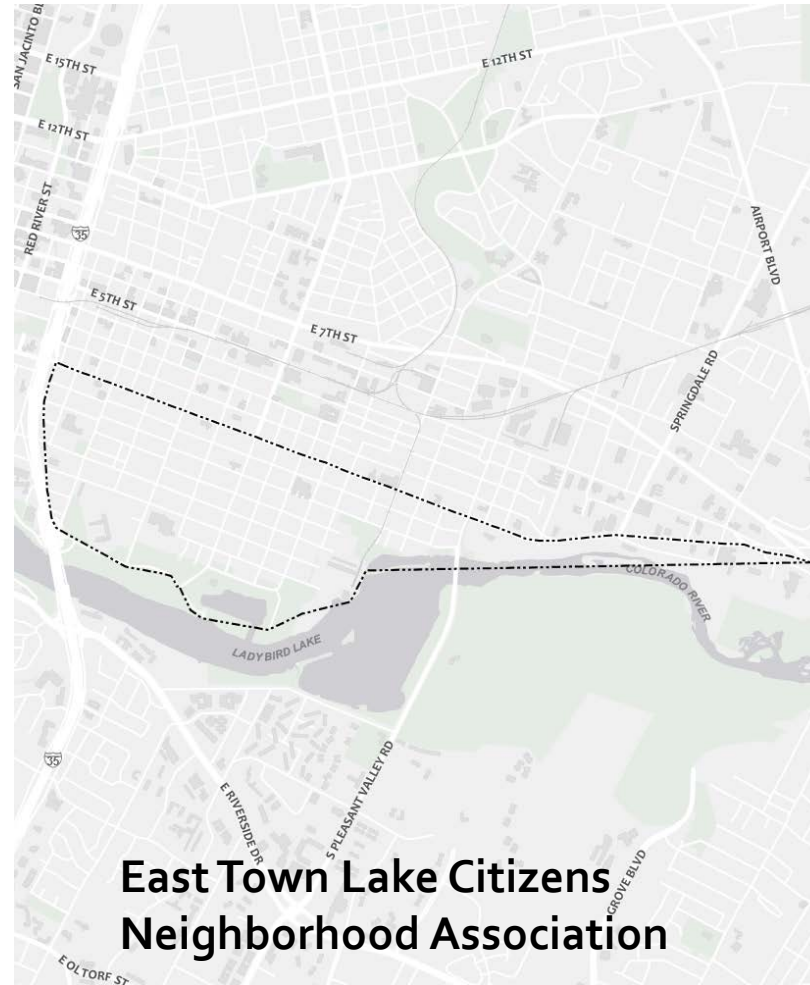 SAN JACINTO BL
E 15TH ST
E 12TH ST
E 12TH ST
RED RIVER ST
35
AIRPORT BLVD
E 5TH ST
E 7TH ST
SPRINGDALE RD
COLORADO RIVER
LADY BIRD LAKE
35
S PLEASANT VALLEY RD
E RIVERSIDE DR
GROVE BLVD
East Town Lake Citizens
Neighborhood Association
E OLTORF ST